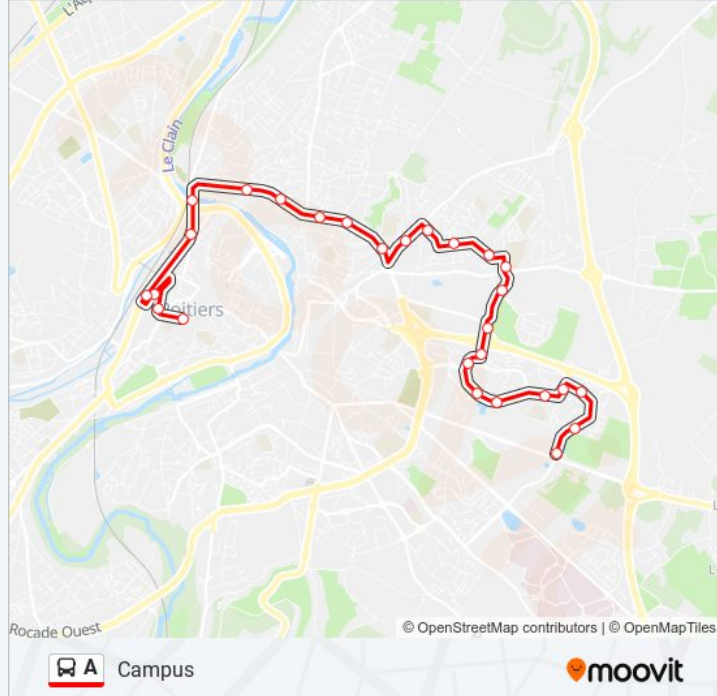 Le Clain
Poitiers
Rocade Ouest
© OpenStreetMap contributors | © OpenMapTiles
A Campus
moovit